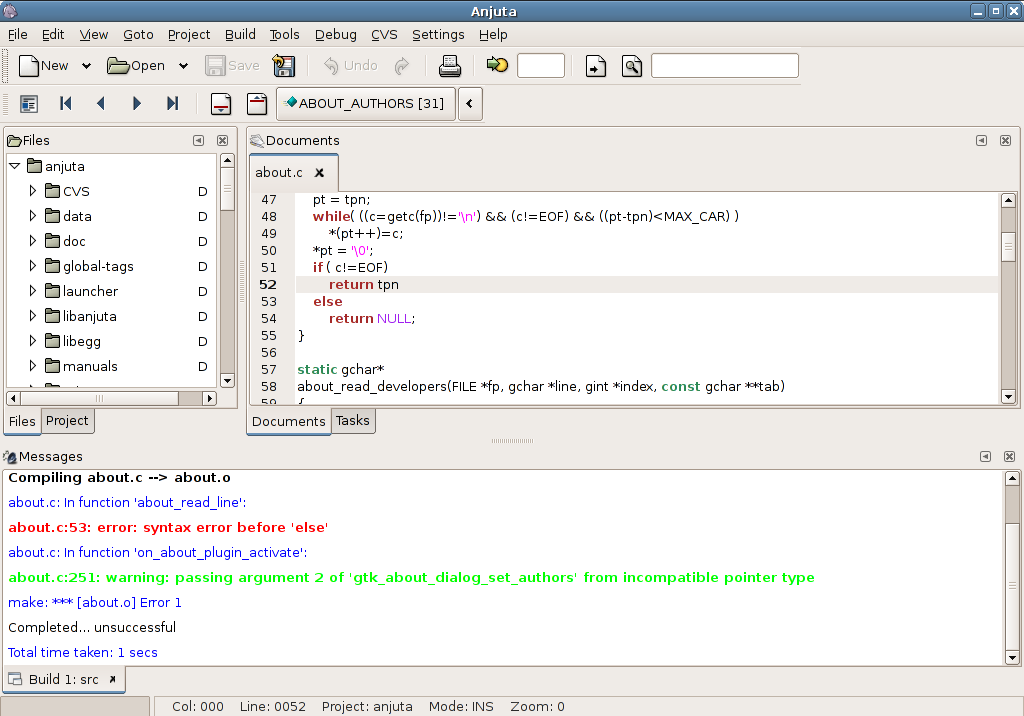 Anjuta
File Edit View Goto Project Build Tools Debug CVS Settings Help
New Open Save Undo
ABOUT_AUTHORS [31]
Files
anjuta
CVS D
data D
doc D
global-tags D
launcher D
libanjuta D
libegg D
manuals D
Files Project
Documents
about.c
47 pt = tpn;
48 while( ((c=getc(fp))!='\n') && (c!=EOF) && ((pt-tpn)<MAX_CAR) )
49 *(pt++)=c;
50 *pt = '\0';
51 if ( c!=EOF)
52 return tpn
53 else
54 return NULL;
55 }
56
57 static gchar*
58 about_read_developers(FILE *fp, gchar *line, gint *index, const gchar **tab)
59 {
Documents Tasks
Messages
Compiling about.c --> about.o
about.c: In function 'about_read_line':
about.c:53: error: syntax error before 'else'
about.c: In function 'on_about_plugin_activate':
about.c:251: warning: passing argument 2 of 'gtk_about_dialog_set_authors' from incompatible pointer type
make: *** [about.o] Error 1
Completed... unsuccessful
Total time taken: 1 secs
Build 1: src
Col: 000 Line: 0052 Project: anjuta Mode: INS Zoom: 0